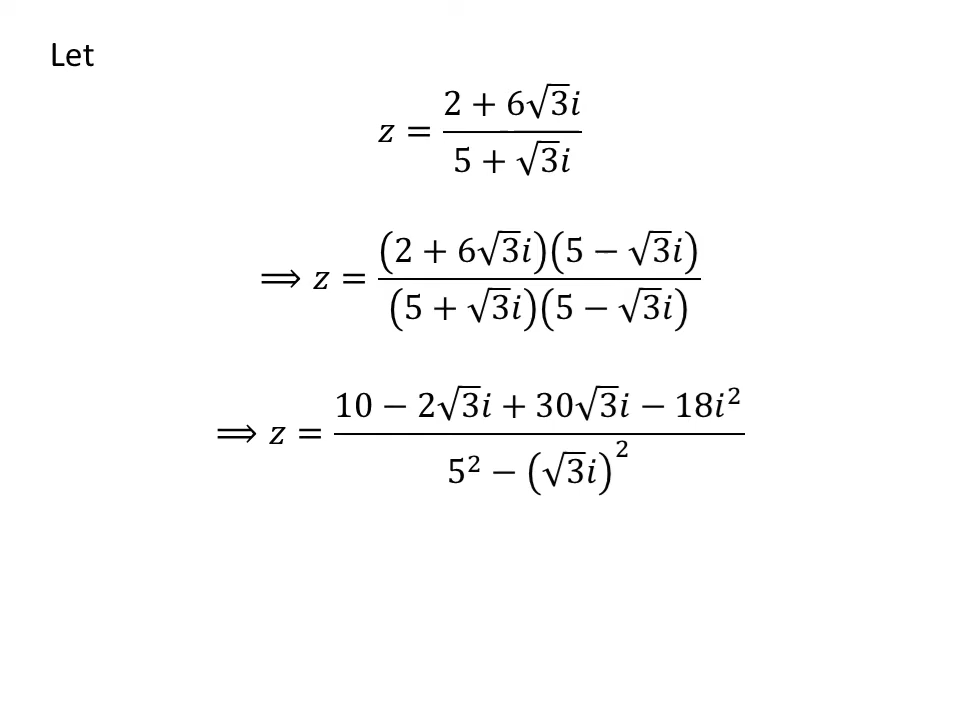 Let
z = (2 + 6√3i)/(5 + √3i)
⟹ z = ((2 + 6√3i)(5 − √3i))/((5 + √3i)(5 − √3i))
⟹ z = (10 − 2√3i + 30√3i − 18i²)/(5² − (√3i)²)